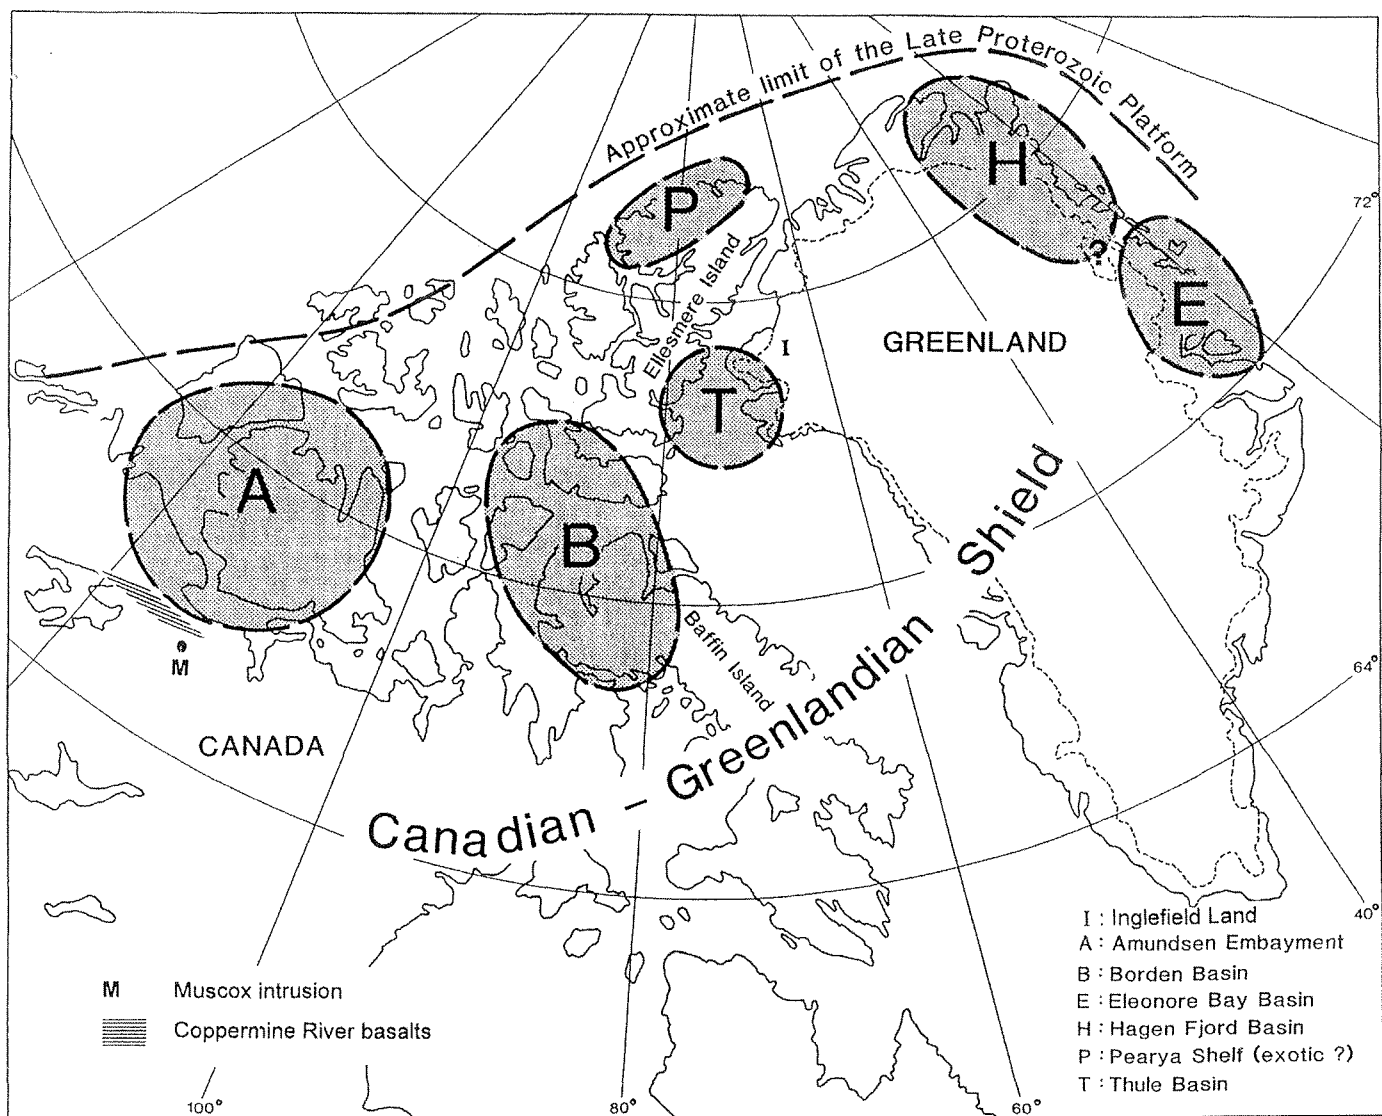 Approximate limit of the Late Proterozoic Platform
H
P
72°
Ellesmere Island
?
E
I
GREENLAND
T
A
B
Canadian - Greenlandian Shield
Baffin Island
M
64°
CANADA
40°
I : Inglefield Land
A : Amundsen Embayment
B : Borden Basin
E : Eleonore Bay Basin
H : Hagen Fjord Basin
P : Pearya Shelf (exotic ?)
T : Thule Basin
M Muscox intrusion
Coppermine River basalts
100°
80°
60°